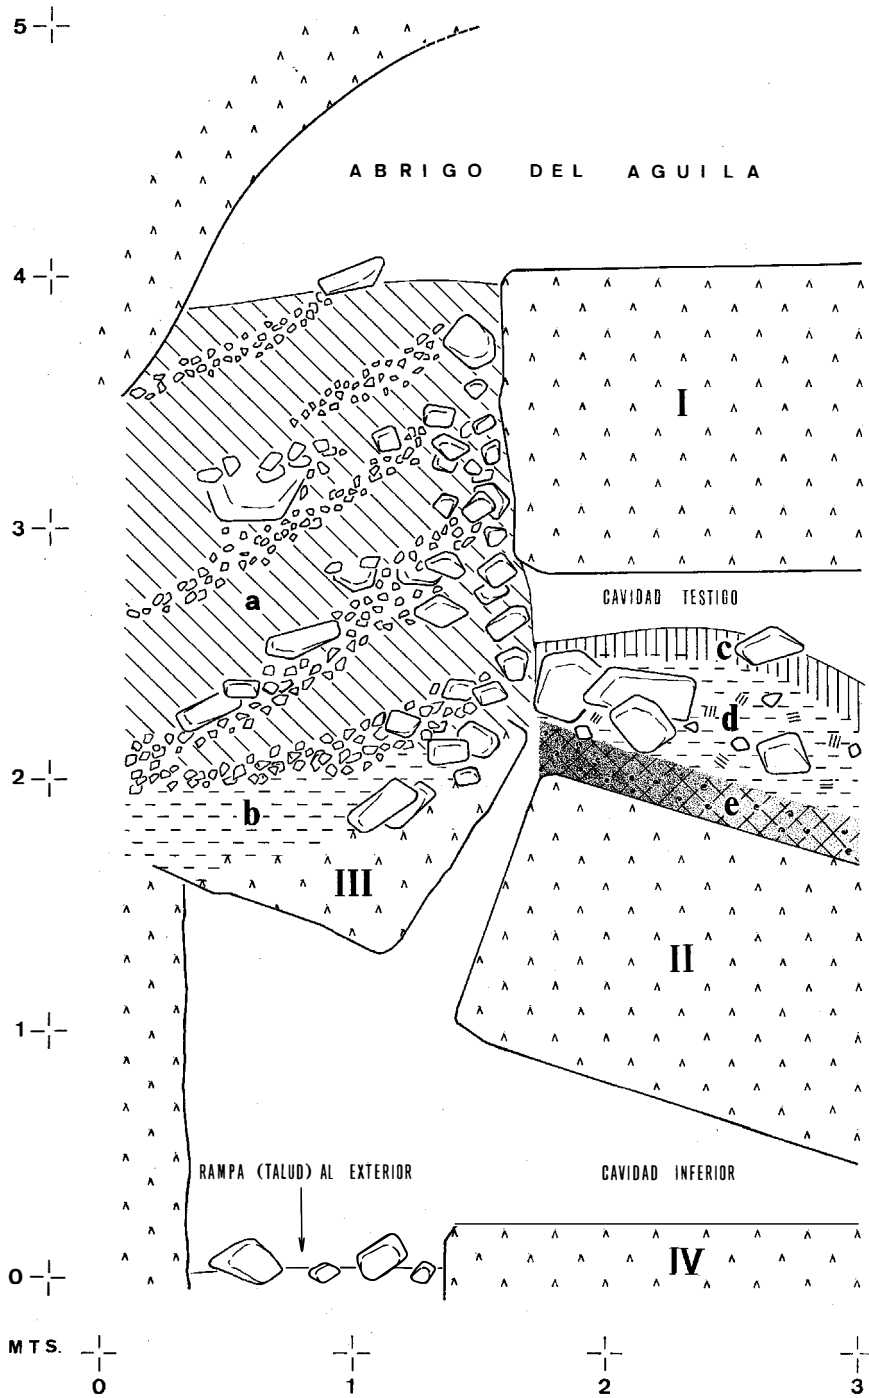 5
ABRIGO DEL AGUILA
4
I
3
CAVIDAD TESTIGO
a
c
d
2
b
e
III
II
1
RAMPA (TALUD) AL EXTERIOR
CAVIDAD INFERIOR
IV
0
MTS.
0 1 2 3